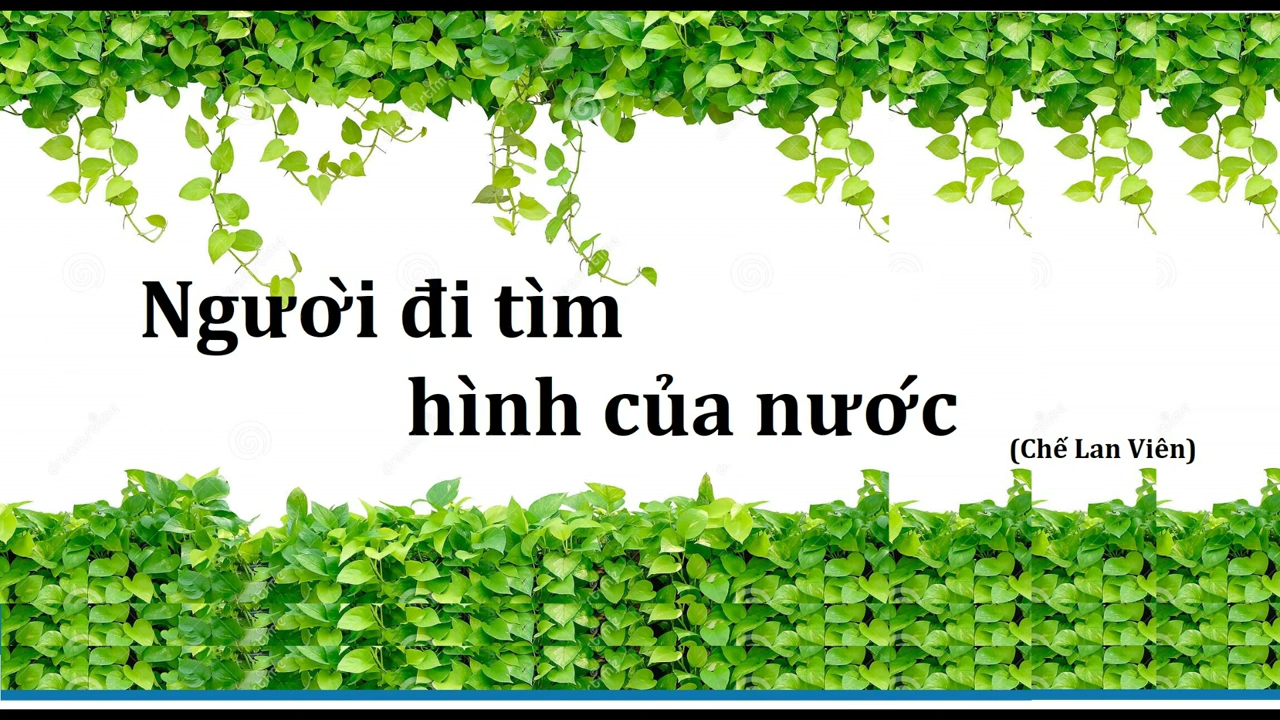 Người đi tìm
hình của nước
(Chế Lan Viên)